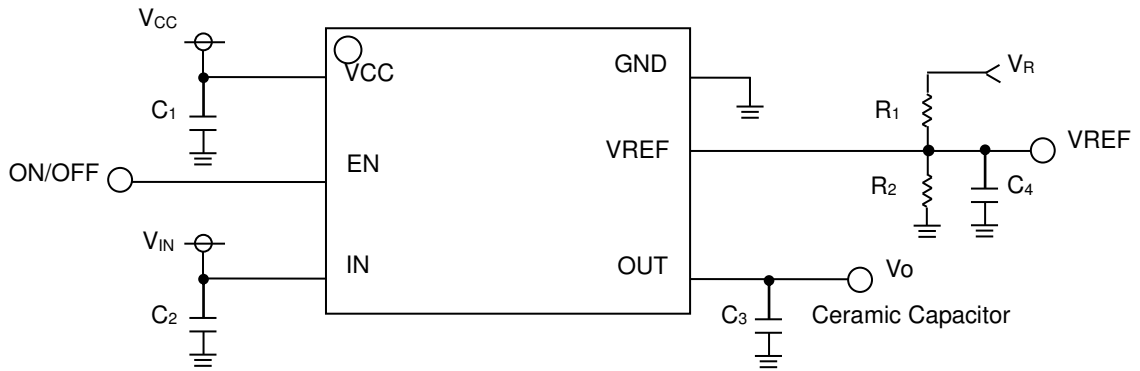 VCC
VCC
GND
VR
C1
R1
VREF
VREF
EN
ON/OFF
R2
C4
VIN
IN
OUT
Vo
C2
C3
Ceramic Capacitor